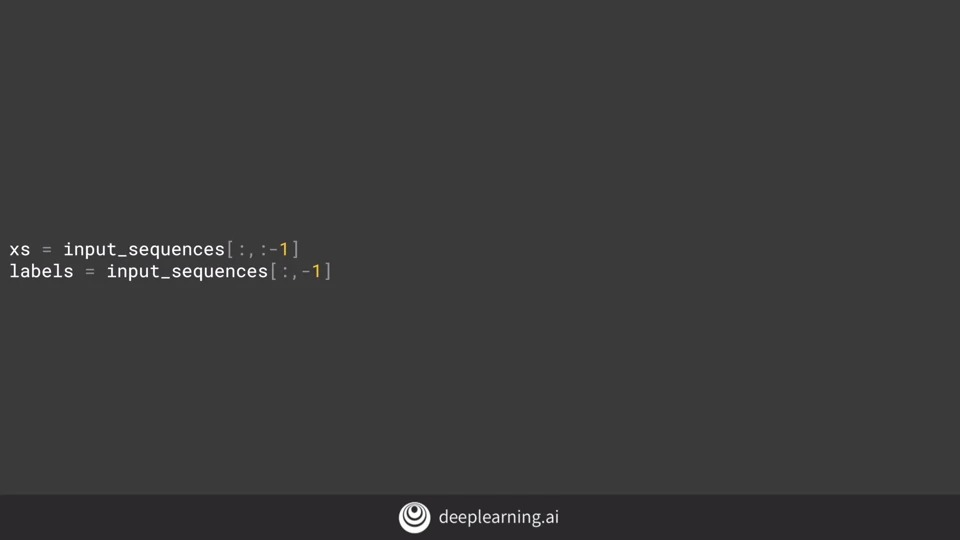 xs = input_sequences[:,:-1]
labels = input_sequences[:,-1]
deeplearning.ai